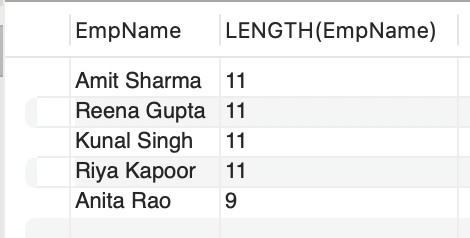 EmpName LENGTH(EmpName)
Amit Sharma 11
Reena Gupta 11
Kunal Singh 11
Riya Kapoor 11
Anita Rao 9